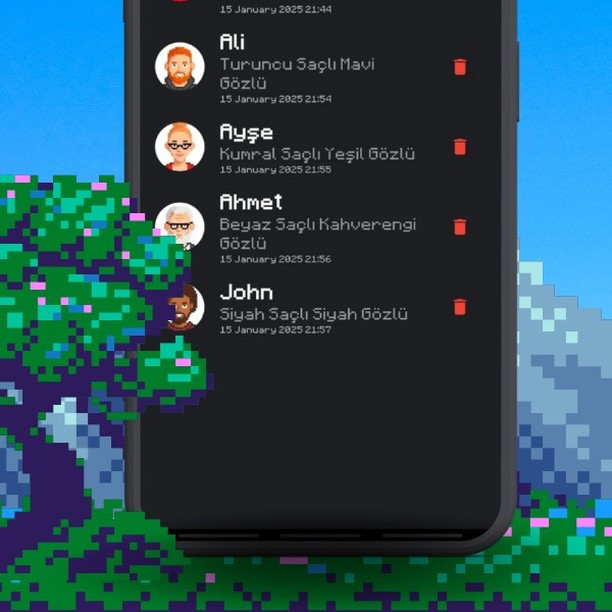 15 January 2025 21:44
Ali
Turuncu Saçlı Mavi
Gözlü
15 January 2025 21:54
Ayşe
Kumral Saçlı Yeşil Gözlü
15 January 2025 21:55
Ahmet
Beyaz Saçlı Kahverengi
Gözlü
15 January 2025 21:56
John
Siyah Saçlı Siyah Gözlü
15 January 2025 21:57